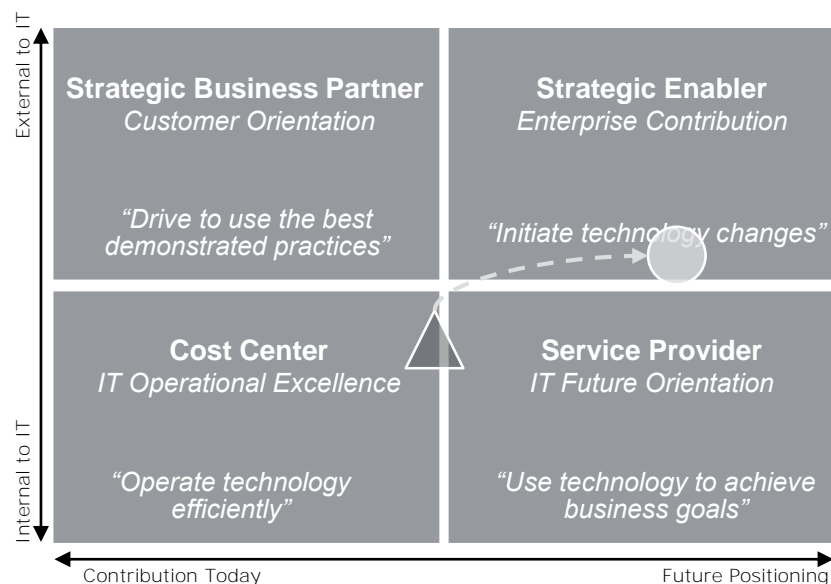 External to IT
Strategic Business Partner
Customer Orientation
“Drive to use the best
demonstrated practices”
Strategic Enabler
Enterprise Contribution
“Initiate technology changes”
Internal to IT
Cost Center
IT Operational Excellence
“Operate technology
efficiently”
Service Provider
IT Future Orientation
“Use technology to achieve
business goals”
Contribution Today
Future Positioning